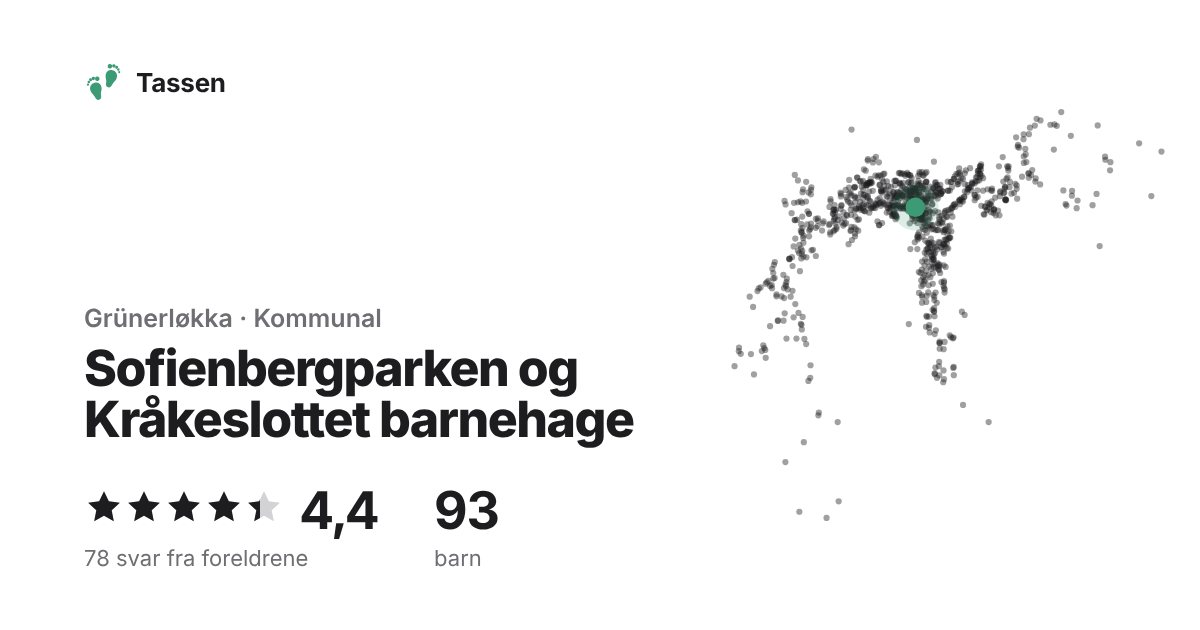 Tassen
Grünerløkka · Kommunal
Sofienbergparken og
Kråkeslottet barnehage
4,4
93
78 svar fra foreldrene
barn